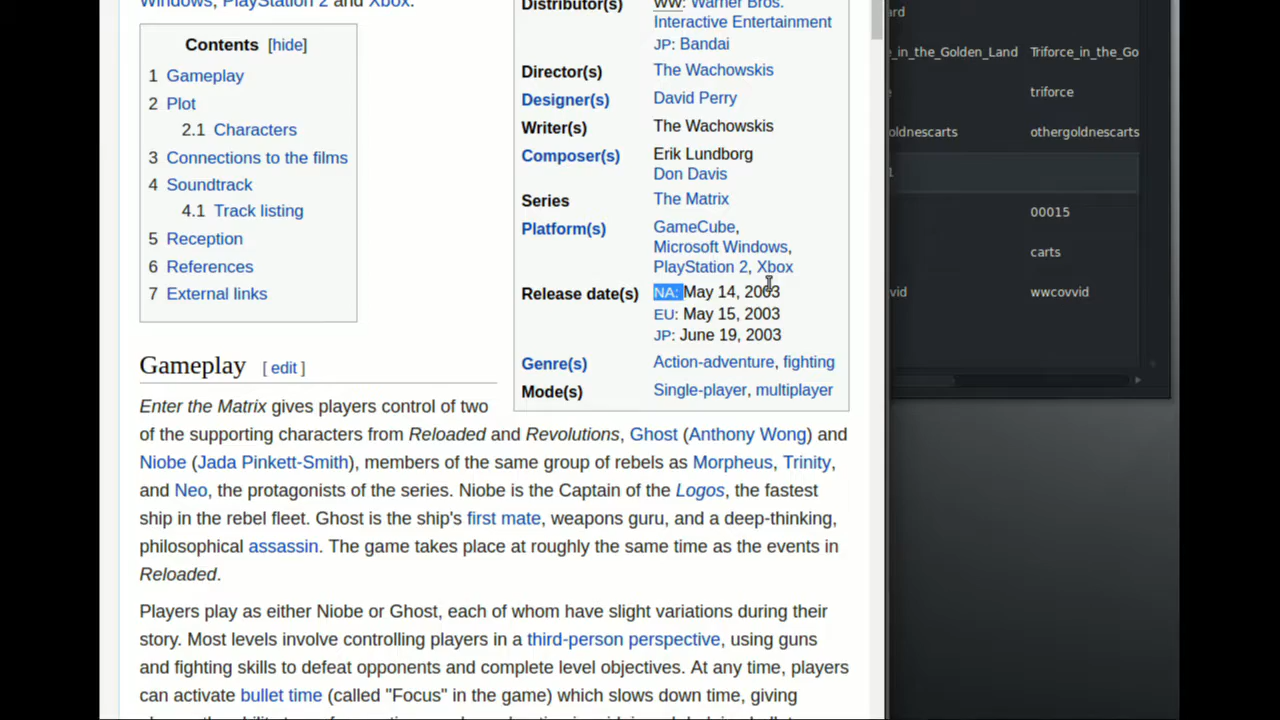 Windows, PlayStation 2 and Xbox.
Contents [hide]
1 Gameplay
2 Plot
2.1 Characters
3 Connections to the films
4 Soundtrack
4.1 Track listing
5 Reception
6 References
7 External links
Distributor(s) WW: Warner Bros.
Interactive Entertainment
JP: Bandai
Director(s) The Wachowskis
Designer(s) David Perry
Writer(s) The Wachowskis
Composer(s) Erik Lundborg
Don Davis
Series The Matrix
Platform(s) GameCube,
Microsoft Windows,
PlayStation 2, Xbox
Release date(s) NA: May 14, 2003
EU: May 15, 2003
JP: June 19, 2003
Genre(s) Action-adventure, fighting
Mode(s) Single-player, multiplayer
Gameplay [ edit ]
Enter the Matrix gives players control of two
of the supporting characters from Reloaded and Revolutions, Ghost (Anthony Wong) and
Niobe (Jada Pinkett-Smith), members of the same group of rebels as Morpheus, Trinity,
and Neo, the protagonists of the series. Niobe is the Captain of the Logos, the fastest
ship in the rebel fleet. Ghost is the ship's first mate, weapons guru, and a deep-thinking,
philosophical assassin. The game takes place at roughly the same time as the events in
Reloaded.
Players play as either Niobe or Ghost, each of whom have slight variations during their
story. Most levels involve controlling players in a third-person perspective, using guns
and fighting skills to defeat opponents and complete level objectives. At any time, players
can activate bullet time (called "Focus" in the game) which slows down time, giving
ard
_in_the_Golden_Land Triforce_in_the_Go
triforce
oldnescarts othergoldnescarts
00015
carts
vid wwcovvid